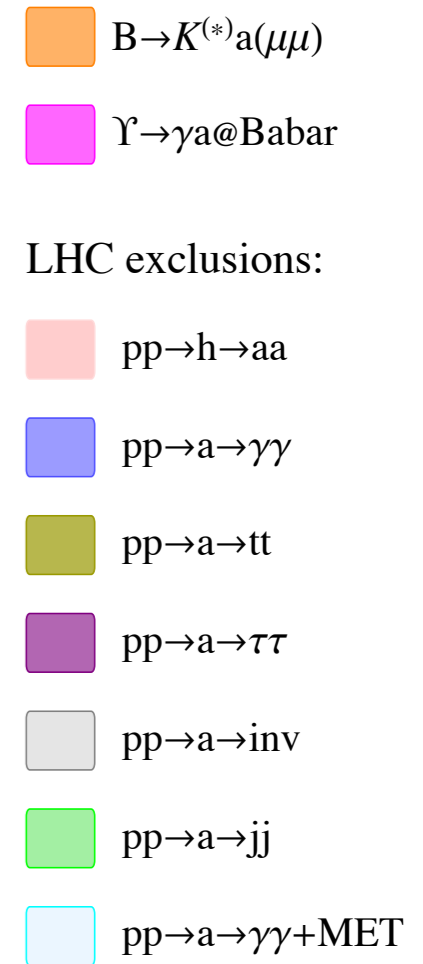 B→K(*)a(μμ)
ϒ→γa@Babar
LHC exclusions:
pp→h→aa
pp→a→γγ
pp→a→tt
pp→a→ττ
pp→a→inv
pp→a→jj
pp→a→γγ+MET